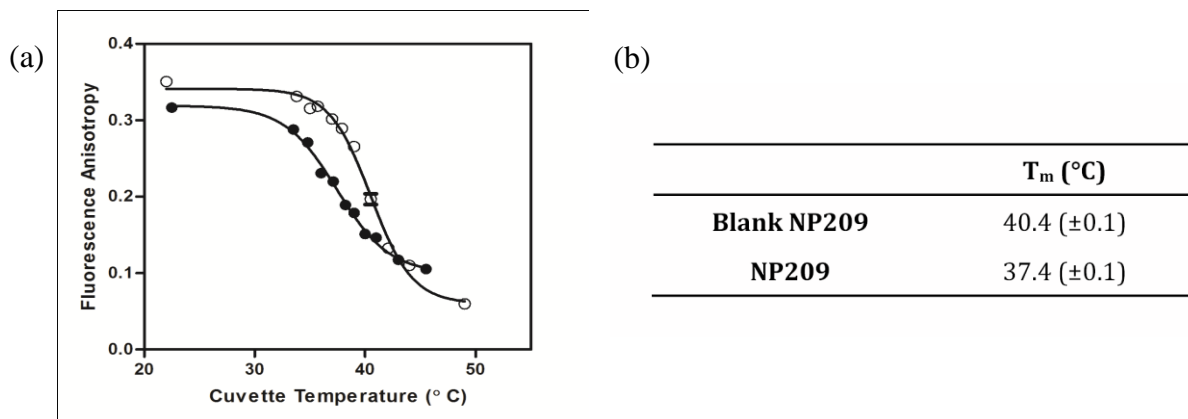 (a)
0.4
0.3
0.2
0.1
0.0
Fluorescence Anisotropy
20
30
40
50
Cuvette Temperature (° C)
(b)
Tm (°C)
Blank NP209 40.4 (±0.1)
NP209 37.4 (±0.1)